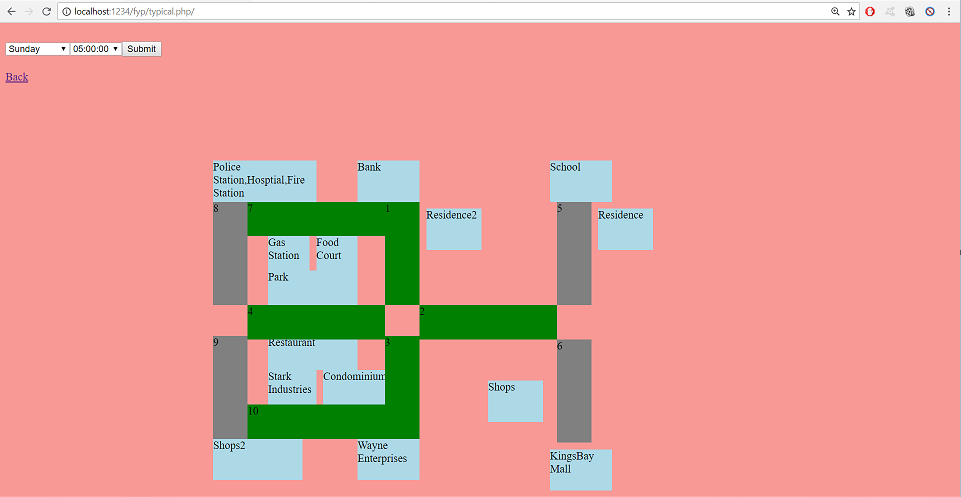 localhost:1234/fyp/typical.php/
Sunday 05:00:00 Submit
Back
Police
Station,Hosptial,Fire
Station
Bank
School
8
7
1
Residence2
5
Residence
Gas
Station
Food
Court
Park
4
2
9
Restaurant
3
6
Stark
Industries
Condominium
Shops
10
Shops2
Wayne
Enterprises
KingsBay
Mall